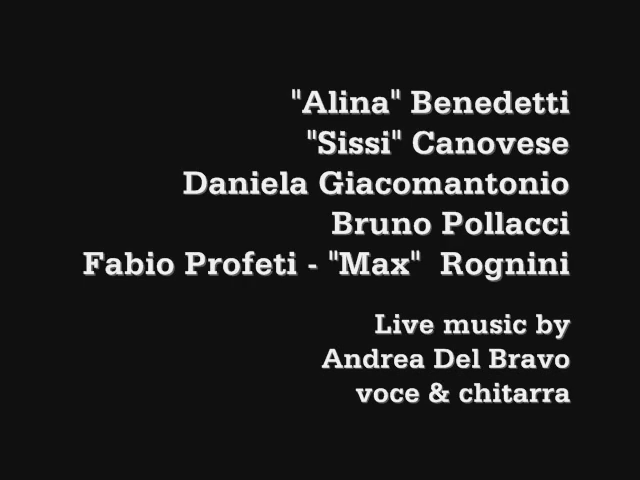 "Alina" Benedetti
"Sissi" Canovese
Daniela Giacomantonio
Bruno Pollacci
Fabio Profeti - "Max" Rognini
Live music by
Andrea Del Bravo
voce & chitarra